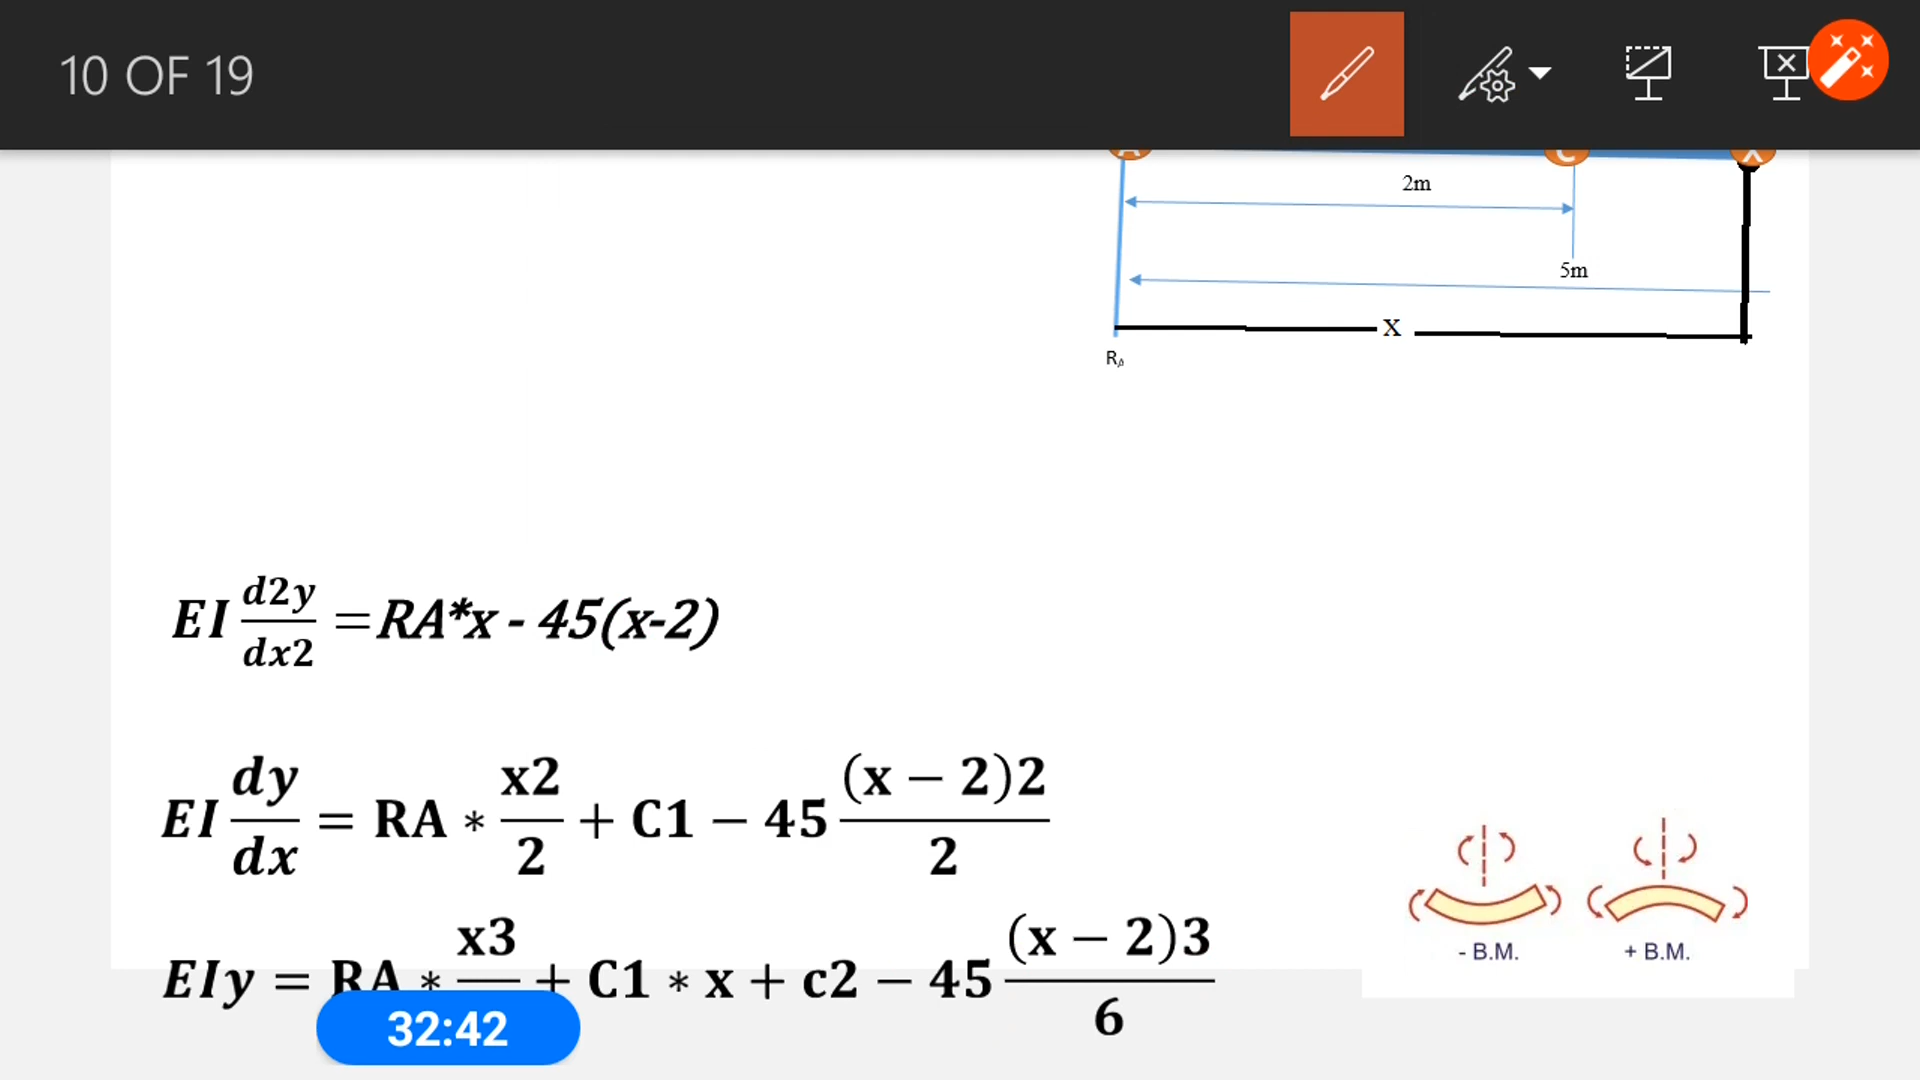 10 OF 19
A C X
2m
5m
X
RA
EI d2y/dx2 =RA*x - 45(x-2)
EI dy/dx = RA * x2/2 + C1 − 45 (x − 2)2/2
EIy = RA * x3 + C1 * x + c2 − 45 (x − 2)3/6
- B.M. + B.M.
32:42